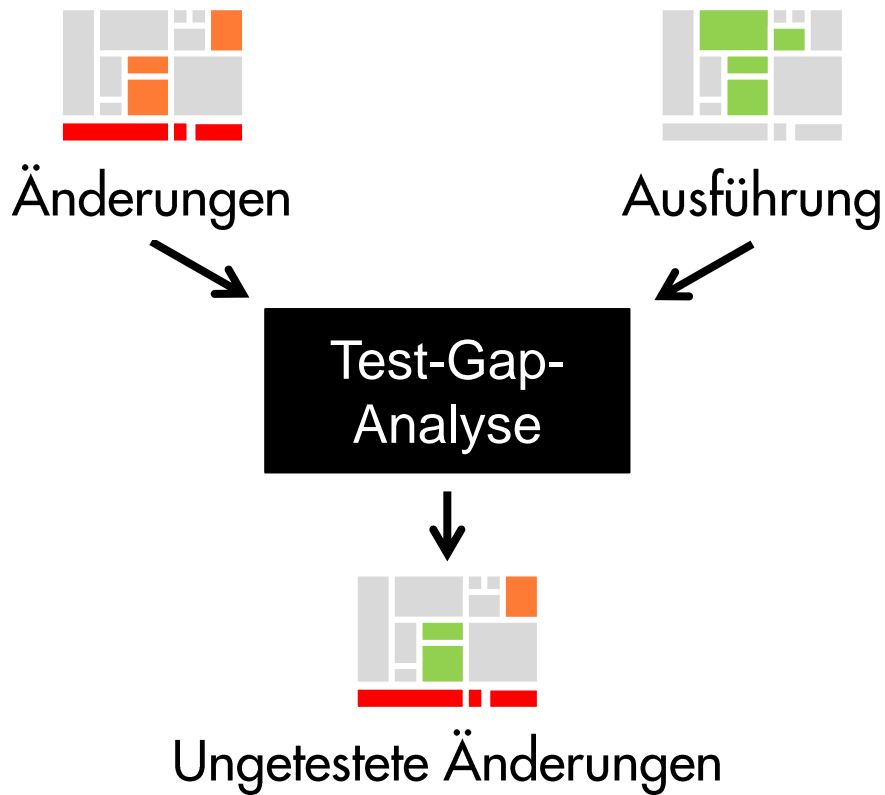 Änderungen
Ausführung
Test-Gap-
Analyse
Ungetestete Änderungen